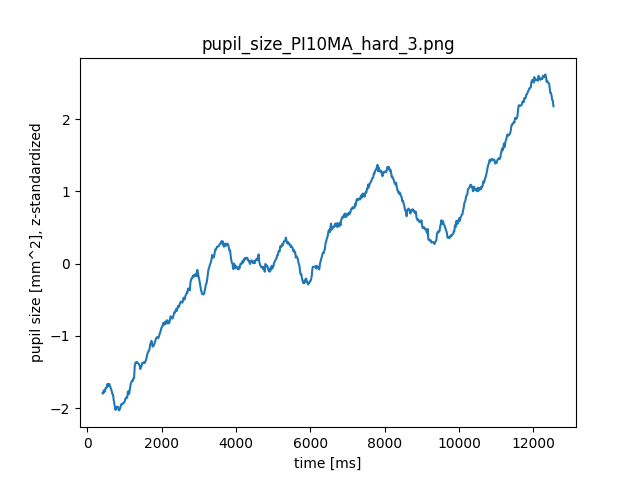 pupil_size_PI10MA_hard_3.png
pupil size [mm^2], z-standardized
2
1
0
−1
−2
0 2000 4000 6000 8000 10000 12000
time [ms]